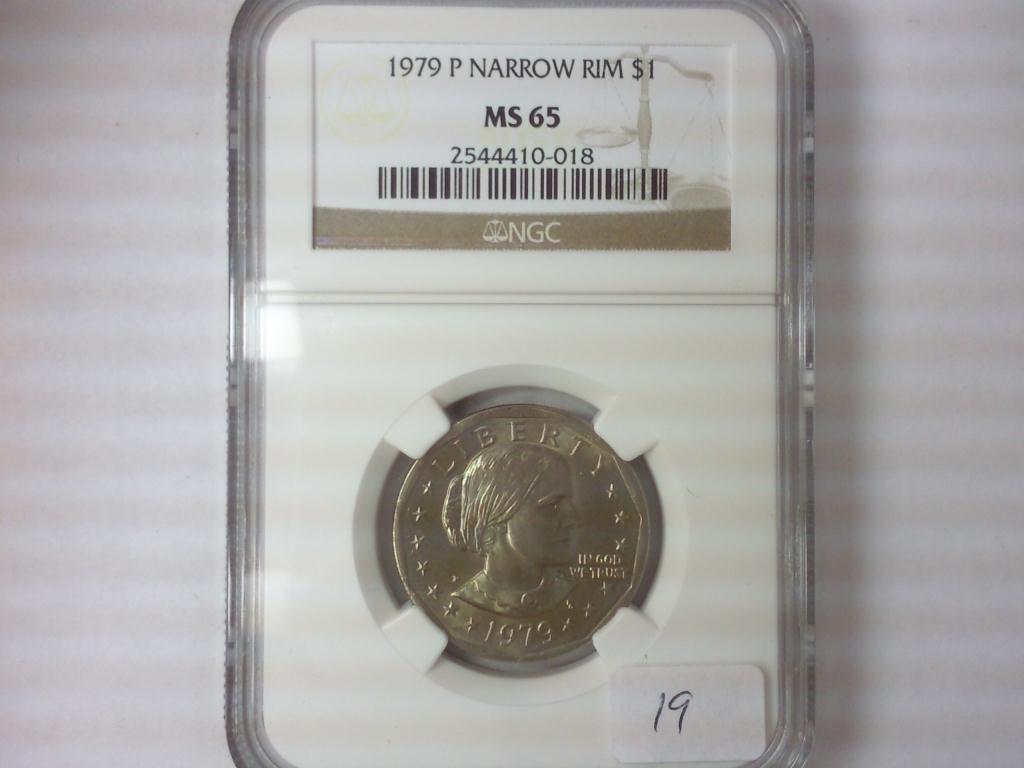 1979 P NARROW RIM $1
MS 65
2544410-018
NGC
LIBERTY
IN GOD
WE TRUST
1979
19